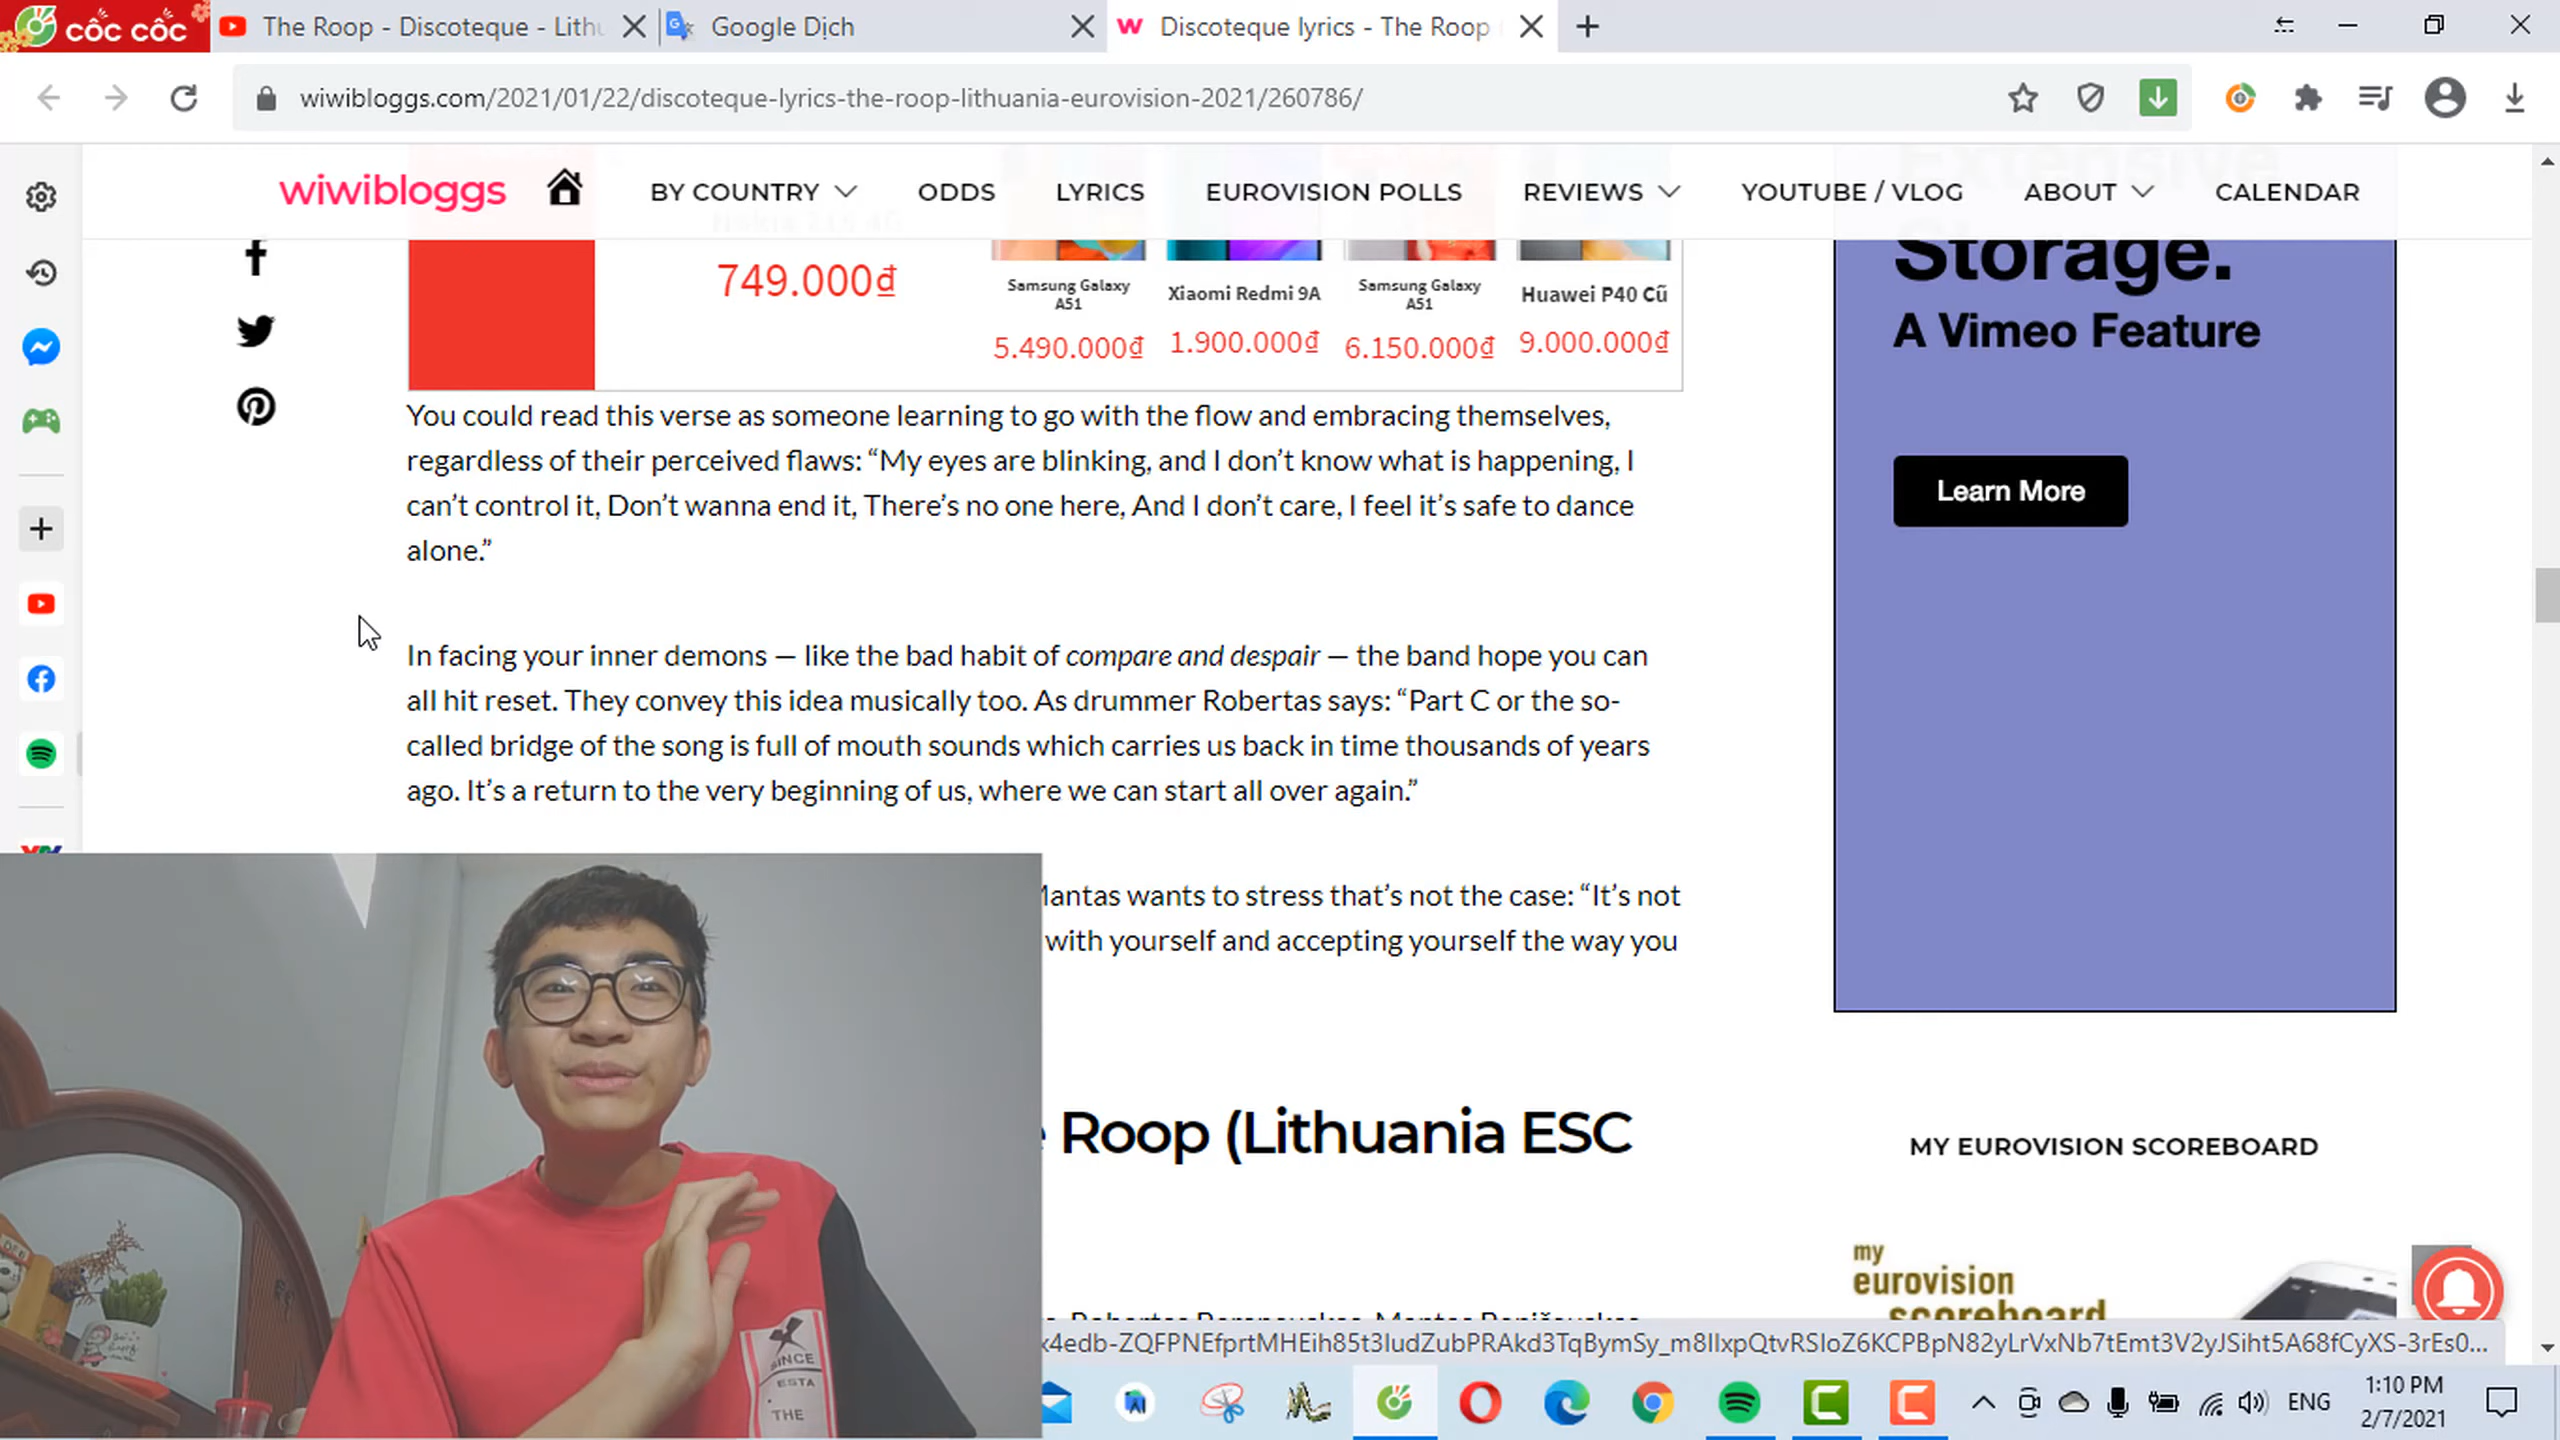 cốc cốc
The Roop - Discoteque - Lith
Google Dịch
Discoteque lyrics - The Roop
wiwibloggs.com/2021/01/22/discoteque-lyrics-the-roop-lithuania-eurovision-2021/260786/
wiwibloggs
BY COUNTRY
ODDS
LYRICS
EUROVISION POLLS
REVIEWS
YOUTUBE / VLOG
ABOUT
CALENDAR
749.000₫
Samsung Galaxy
A51
5.490.000₫
Xiaomi Redmi 9A
1.900.000₫
Samsung Galaxy
A51
6.150.000₫
Huawei P40 Cũ
9.000.000₫
Extensive
Storage.
A Vimeo Feature
Learn More
You could read this verse as someone learning to go with the flow and embracing themselves,
regardless of their perceived flaws: “My eyes are blinking, and I don’t know what is happening, I
can’t control it, Don’t wanna end it, There’s no one here, And I don’t care, I feel it’s safe to dance
alone.”
In facing your inner demons — like the bad habit of compare and despair — the band hope you can
all hit reset. They convey this idea musically too. As drummer Robertas says: “Part C or the so-
called bridge of the song is full of mouth sounds which carries us back in time thousands of years
ago. It’s a return to the very beginning of us, where we can start all over again.”
Mantas wants to stress that’s not the case: “It’s not
with yourself and accepting yourself the way you
Roop (Lithuania ESC
MY EUROVISION SCOREBOARD
my
eurovision
scoreboard
SINCE
ESTA
THE
ENG
1:10 PM
2/7/2021